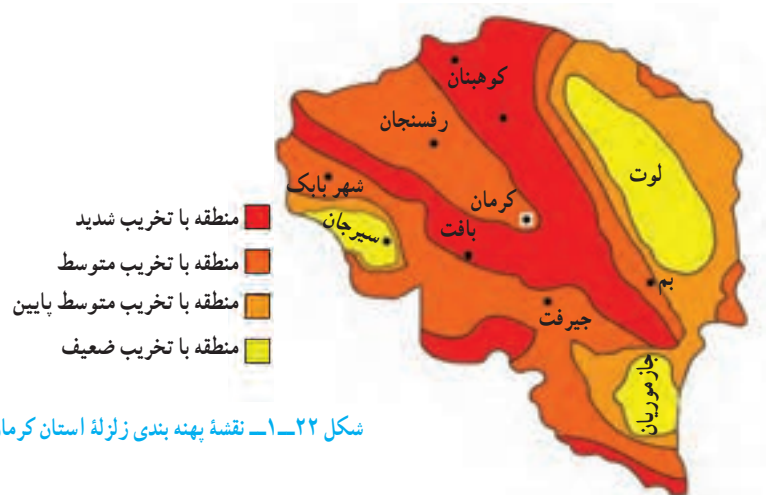 کوهبنان
رفسنجان
لوت
شهر بابک
کرمان
سیرجان
بافت
بم
جیرفت
جازموریان
منطقه با تخریب شدید
منطقه با تخریب متوسط
منطقه با تخریب متوسط پایین
منطقه با تخریب ضعیف
شکل ۲۲ــ۱ــ نقشهٔ پهنه بندی زلزلهٔ استان کرما